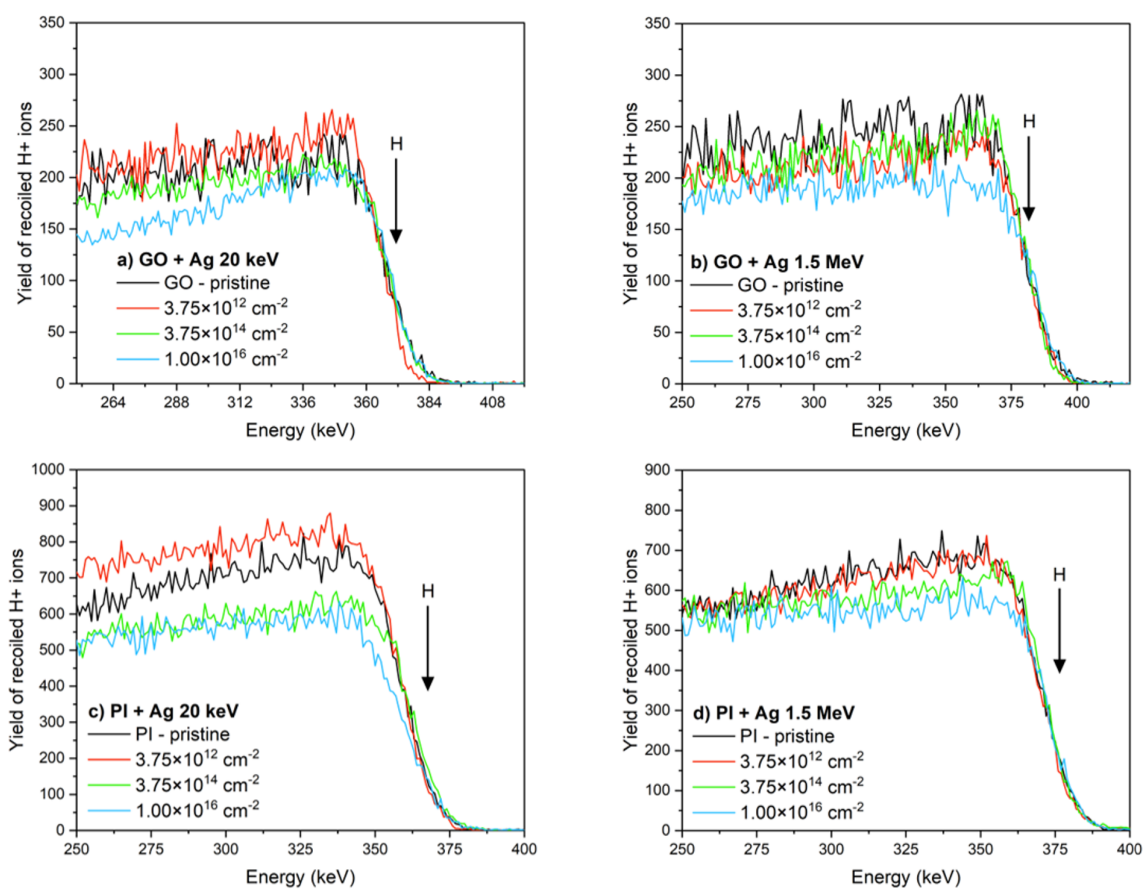 350
300
250
200
150
100
50
0
Yield of recoiled H+ ions
H
a) GO + Ag 20 keV
GO - pristine
3.75×10¹² cm⁻²
3.75×10¹⁴ cm⁻²
1.00×10¹⁶ cm⁻²
264 288 312 336 360 384 408
Energy (keV)
350
300
250
200
150
100
50
0
Yield of recoiled H+ ions
H
b) GO + Ag 1.5 MeV
GO - pristine
3.75×10¹² cm⁻²
3.75×10¹⁴ cm⁻²
1.00×10¹⁶ cm⁻²
250 275 300 325 350 375 400
Energy (keV)
1000
900
800
700
600
500
400
300
200
100
0
Yield of recoiled H+ ions
H
c) PI + Ag 20 keV
PI - pristine
3.75×10¹² cm⁻²
3.75×10¹⁴ cm⁻²
1.00×10¹⁶ cm⁻²
250 275 300 325 350 375 400
Energy (keV)
900
800
700
600
500
400
300
200
100
0
Yield of recoiled H+ ions
H
d) PI + Ag 1.5 MeV
PI - pristine
3.75×10¹² cm⁻²
3.75×10¹⁴ cm⁻²
1.00×10¹⁶ cm⁻²
250 275 300 325 350 375 400
Energy (keV)